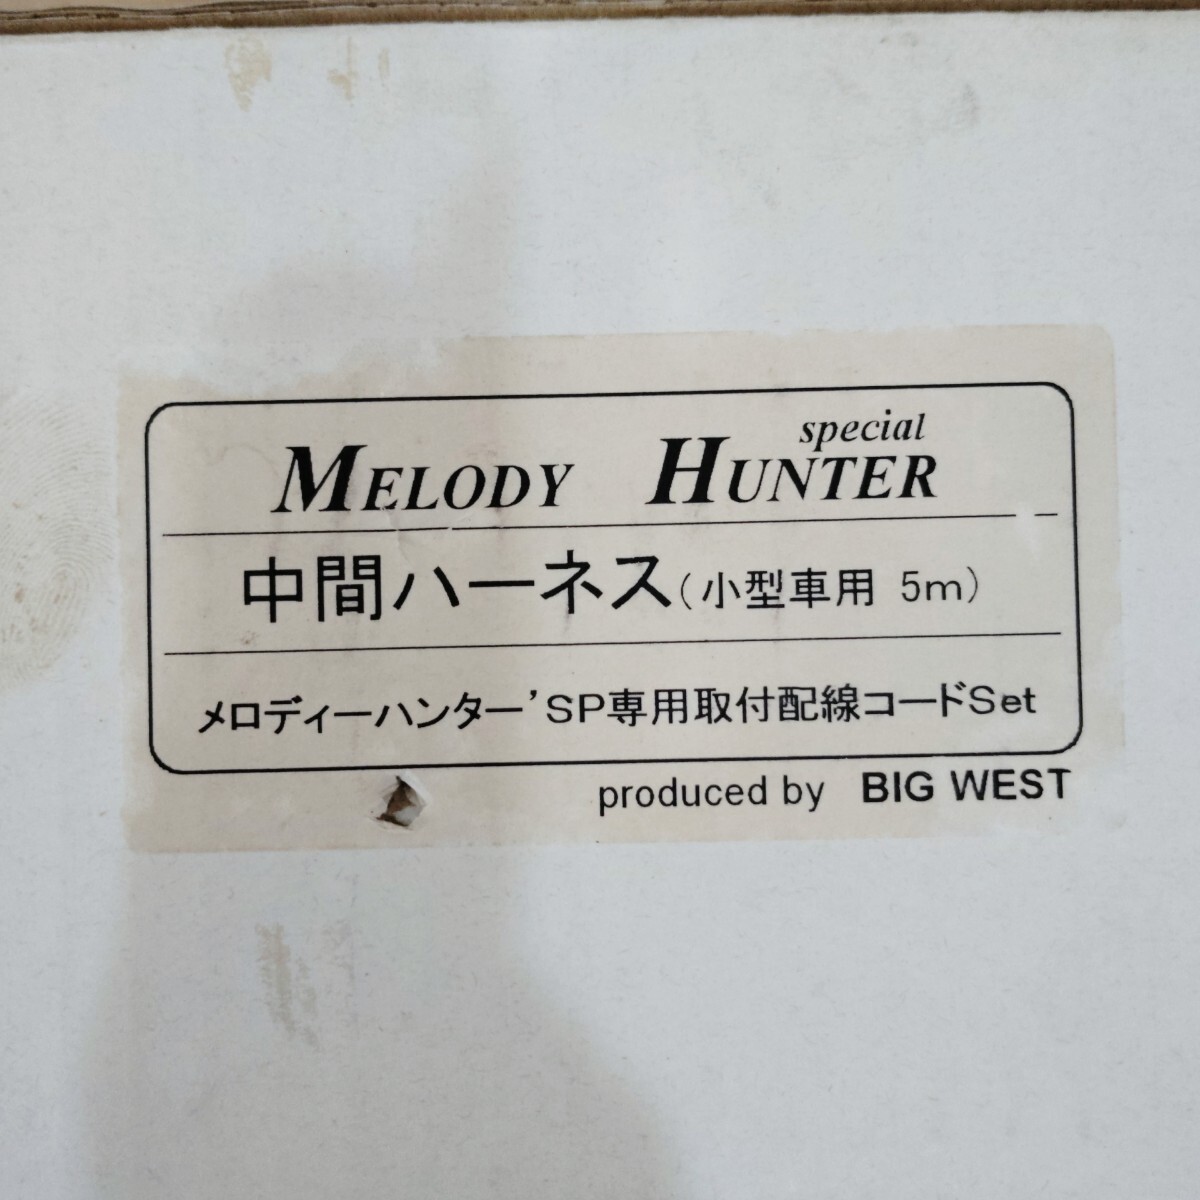 special
MELODY HUNTER
中間ハーネス(小型車用 5m)
メロディーハンター'SP専用取付配線コードSet
produced by BIG WEST